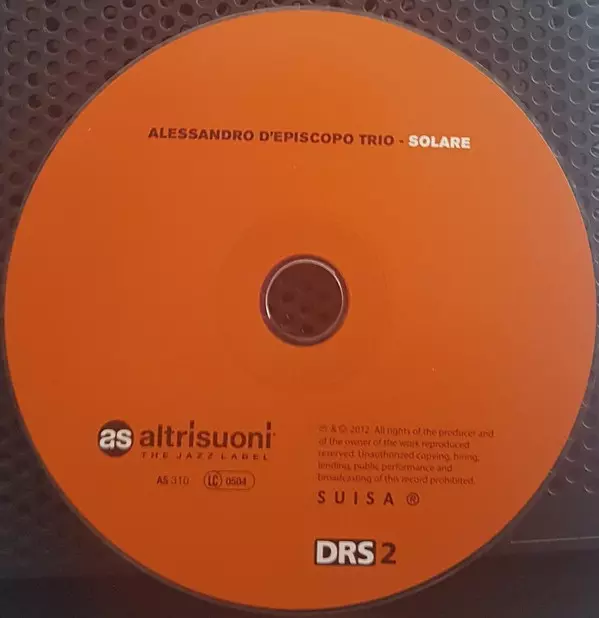 ALESSANDRO D'EPISCOPO TRIO - SOLARE
as altrisuoni
THE JAZZ LABEL
AS 310 LC 0504
℗ & © 2012. All rights of the producer and
of the owner of the work reproduced
reserved. Unauthorized copying, hiring,
lending, public performance and
broadcasting of this record prohibited.
SUISA ®
DRS 2